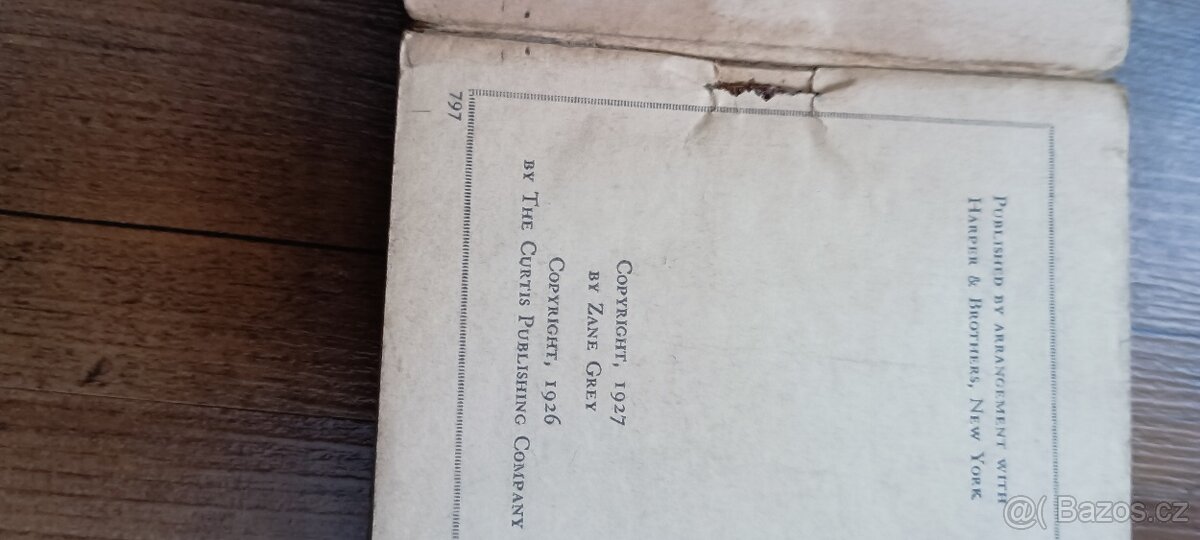 Published by arrangement with
Harper & Brothers, New York
Copyright, 1927
by Zane Grey
Copyright, 1926
by The Curtis Publishing Company
797
@( Bazos.cz